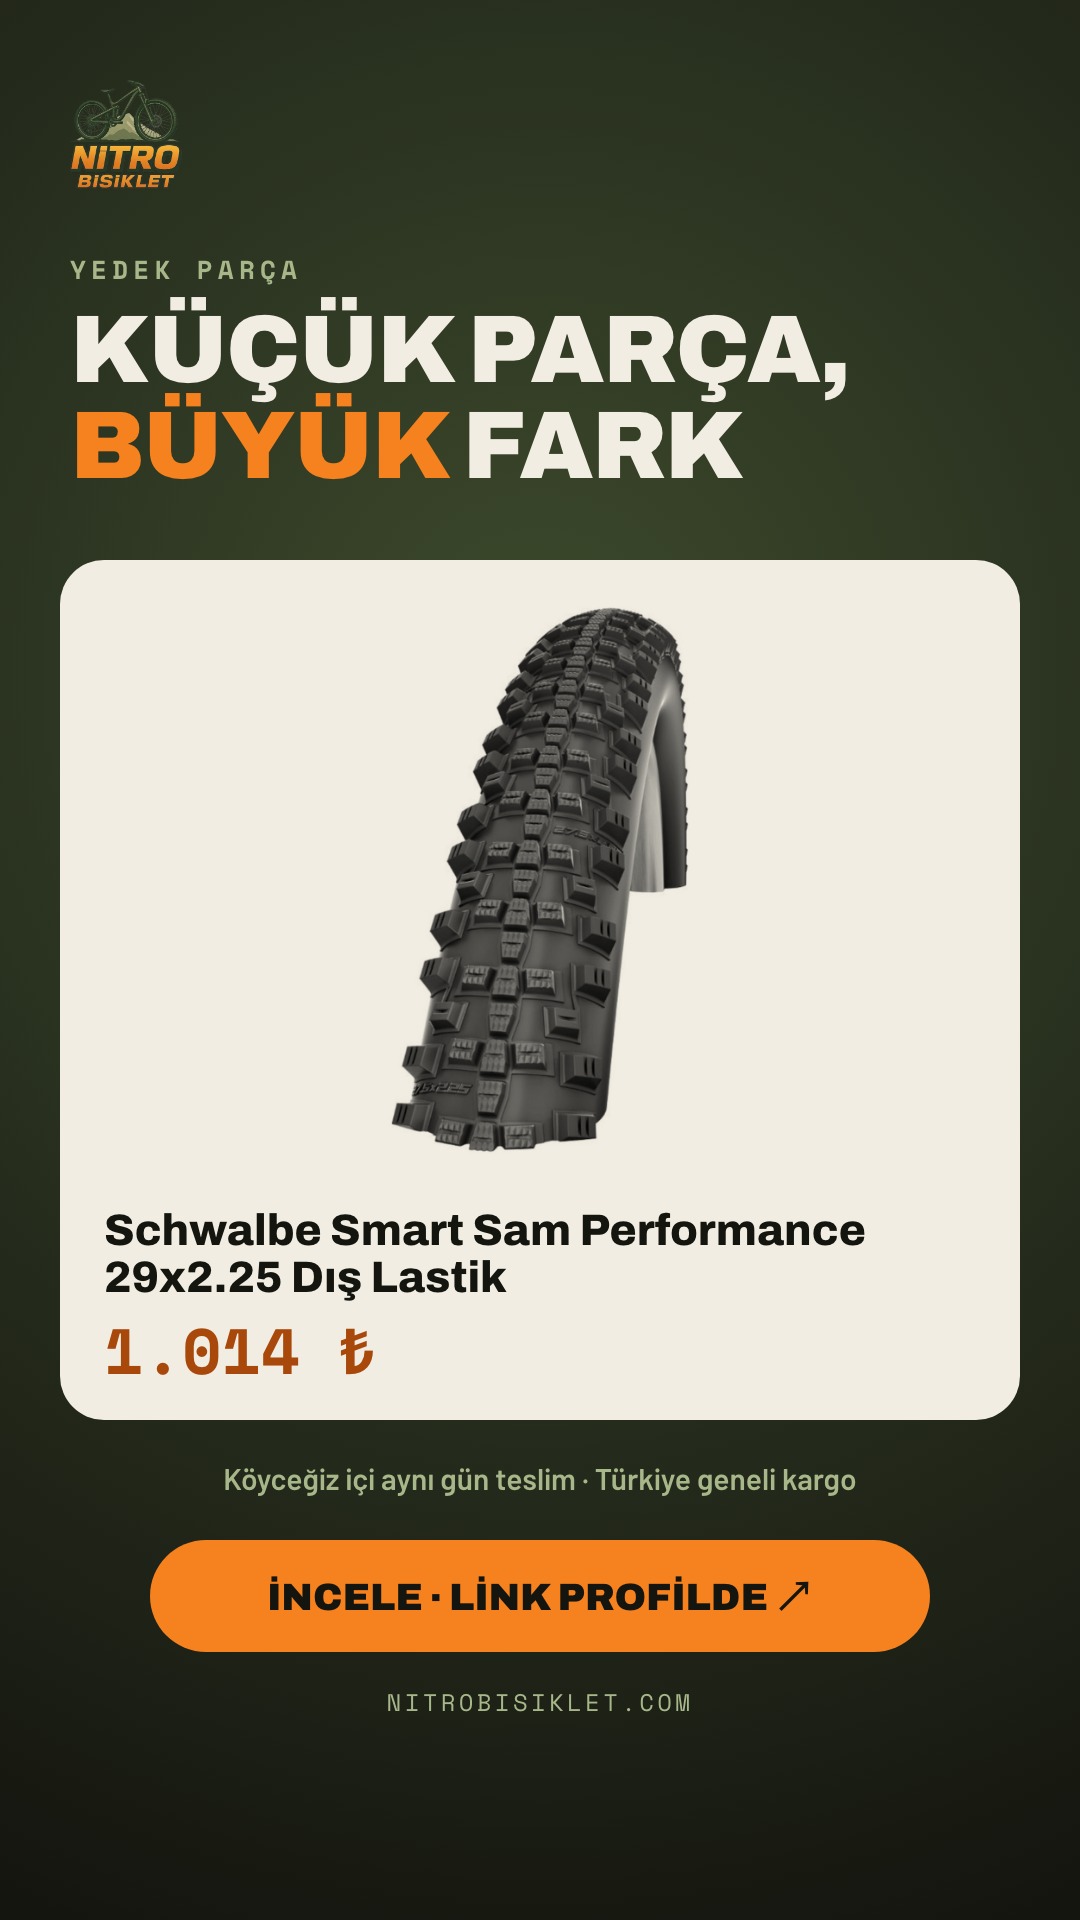 NiTRO
BiSiKLET
YEDEK PARÇA
KÜÇÜK PARÇA,
BÜYÜK FARK
Schwalbe Smart Sam Performance
29x2.25 Dış Lastik
1.014 ₺
Köyceğiz içi aynı gün teslim · Türkiye geneli kargo
İNCELE · LİNK PROFİLDE ↗
NITROBISIKLET.COM